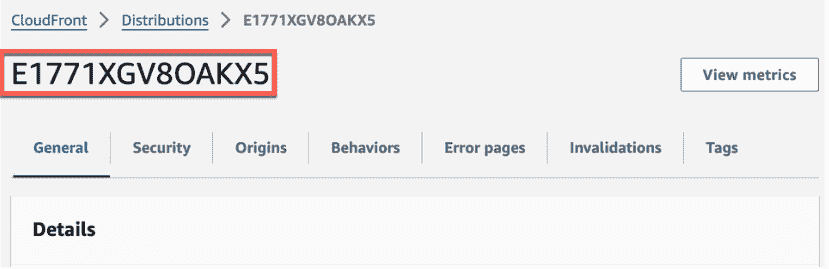 CloudFront > Distributions > E1771XGV8OAKX5
E1771XGV8OAKX5
View metrics
General Security Origins Behaviors Error pages Invalidations Tags
Details